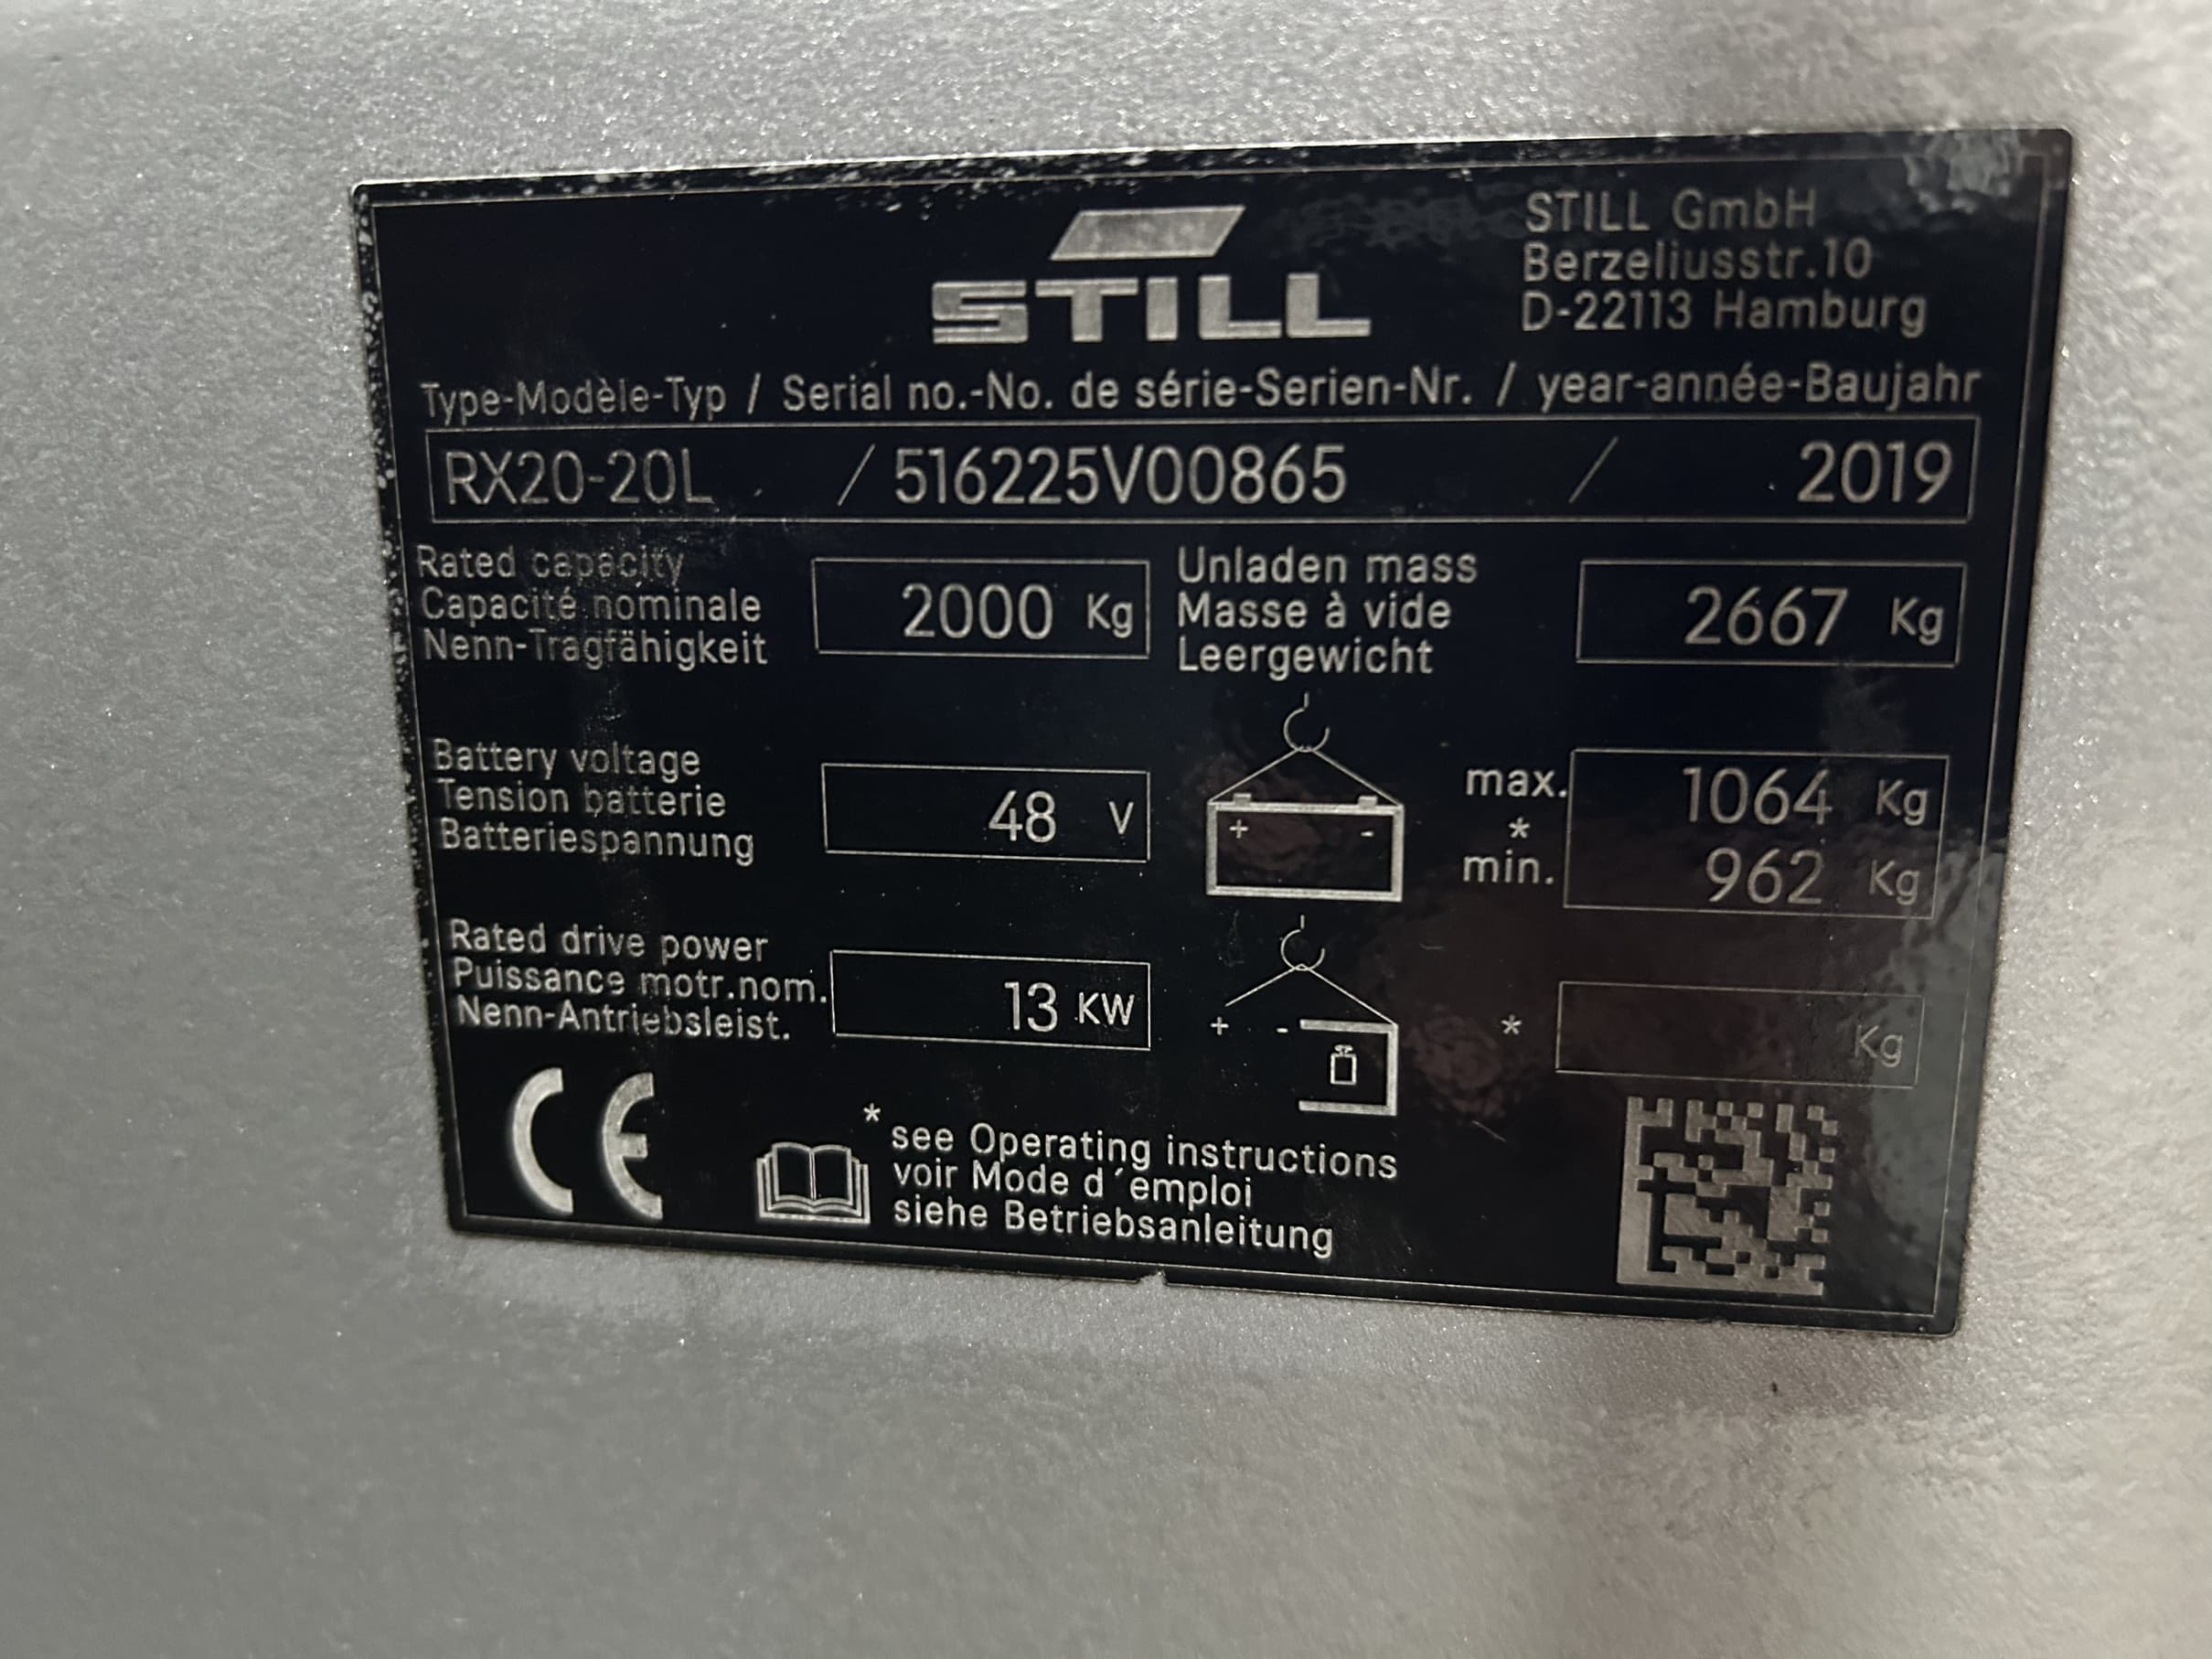 STILL
STILL GmbH
Berzeliusstr.10
D-22113 Hamburg
Type-Modèle-Typ / Serial no.-No. de série-Serien-Nr. / year-année-Baujahr
RX20-20L / 516225V00865 / 2019
Rated capacity
Capacité nominale
Nenn-Tragfähigkeit
2000 Kg
Unladen mass
Masse à vide
Leergewicht
2667 Kg
Battery voltage
Tension batterie
Batteriespannung
48 V
+ -
max. 1064 Kg
*
min. 962 Kg
Rated drive power
Puissance motr.nom.
Nenn-Antriebsleist.
13 KW
+ -
* Kg
CE
* see Operating instructions
voir Mode d´emploi
siehe Betriebsanleitung